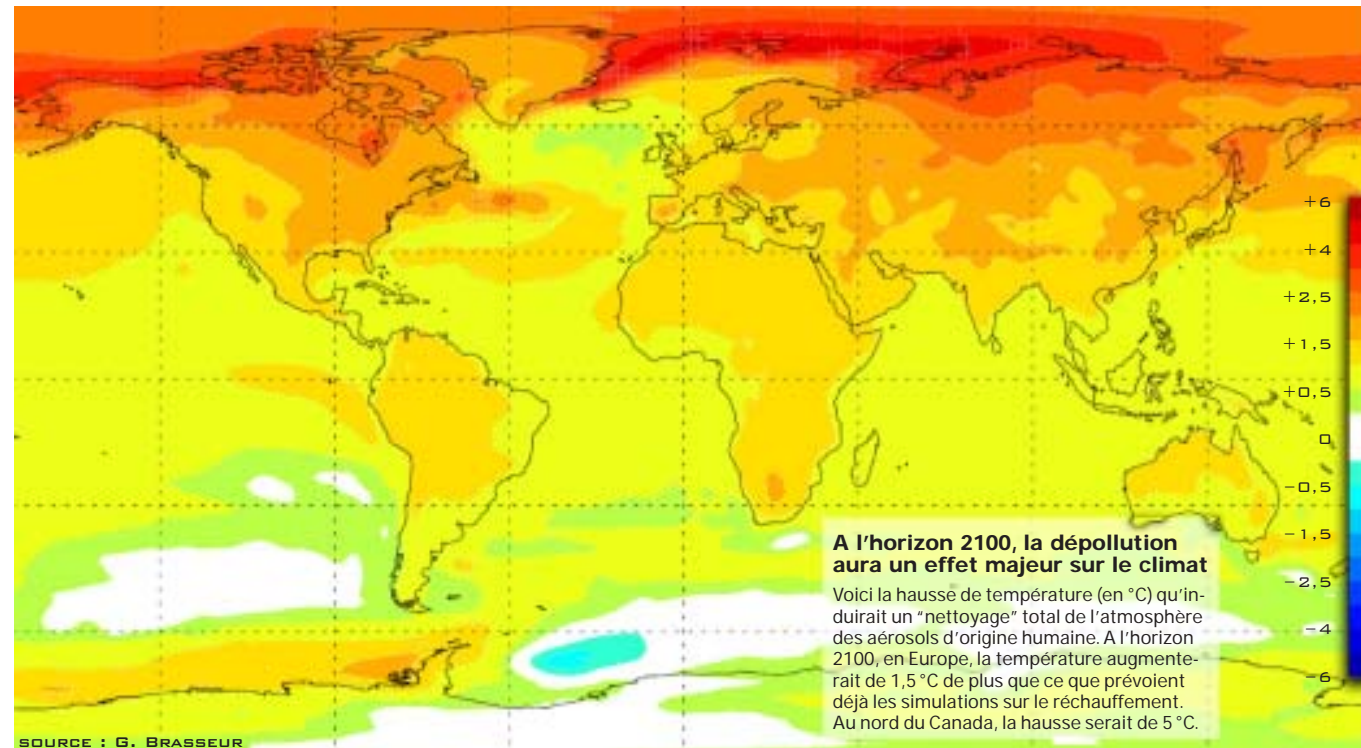 +6
+4
+2,5
+1,5
+0,5
0
-0,5
-1,5
-2,5
-4
-6
A l'horizon 2100, la dépollution
aura un effet majeur sur le climat
Voici la hausse de température (en °C) qu'in-
duirait un "nettoyage" total de l'atmosphère
des aérosols d'origine humaine. A l'horizon
2100, en Europe, la température augmente-
rait de 1,5 °C de plus que ce que prévoient
déjà les simulations sur le réchauffement.
Au nord du Canada, la hausse serait de 5 °C.
SOURCE : G. BRASSEUR